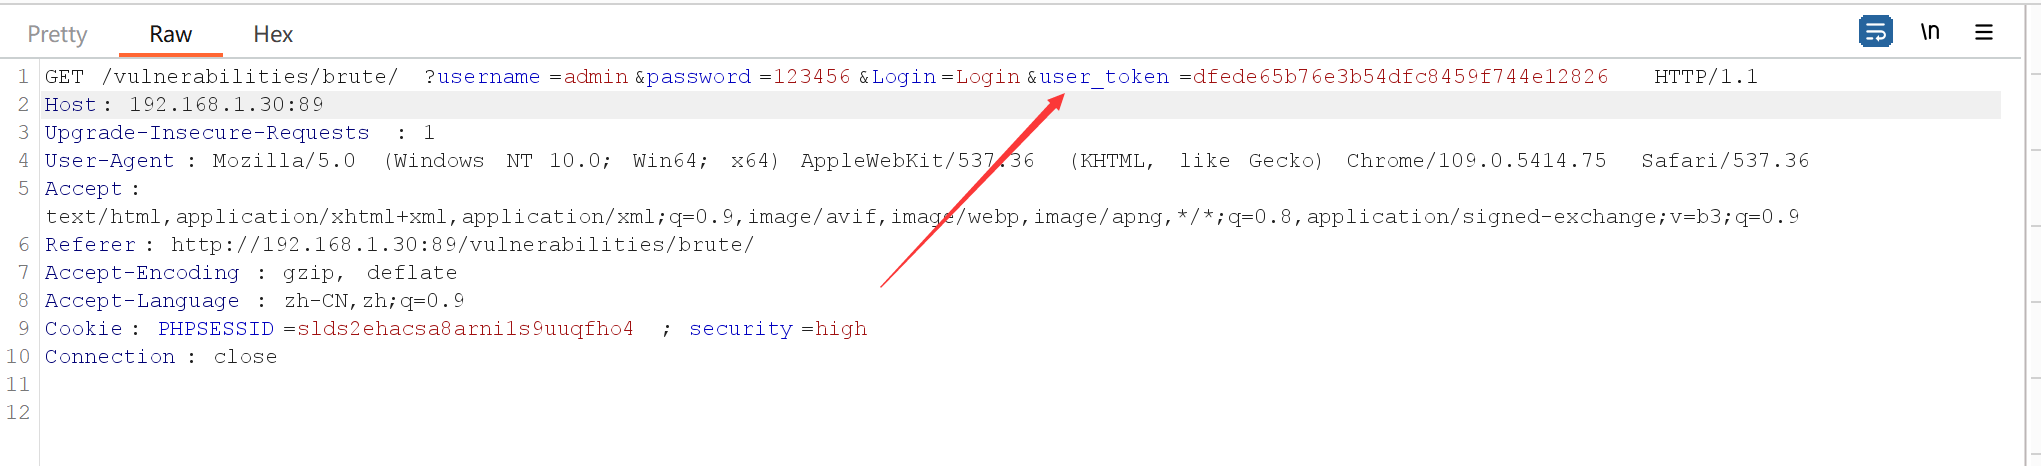 Pretty Raw Hex \n
1 GET /vulnerabilities/brute/ ?username=admin&password=123456&Login=Login&user_token=dfede65b76e3b54dfc8459f744e12826 HTTP/1.1
2 Host: 192.168.1.30:89
3 Upgrade-Insecure-Requests : 1
4 User-Agent: Mozilla/5.0 (Windows NT 10.0; Win64; x64) AppleWebKit/537.36 (KHTML, like Gecko) Chrome/109.0.5414.75 Safari/537.36
5 Accept:
text/html,application/xhtml+xml,application/xml;q=0.9,image/avif,image/webp,image/apng,*/*;q=0.8,application/signed-exchange;v=b3;q=0.9
6 Referer: http://192.168.1.30:89/vulnerabilities/brute/
7 Accept-Encoding : gzip, deflate
8 Accept-Language : zh-CN,zh;q=0.9
9 Cookie: PHPSESSID=slds2ehacsa8arni1s9uuqfho4 ; security=high
10 Connection: close
11
12